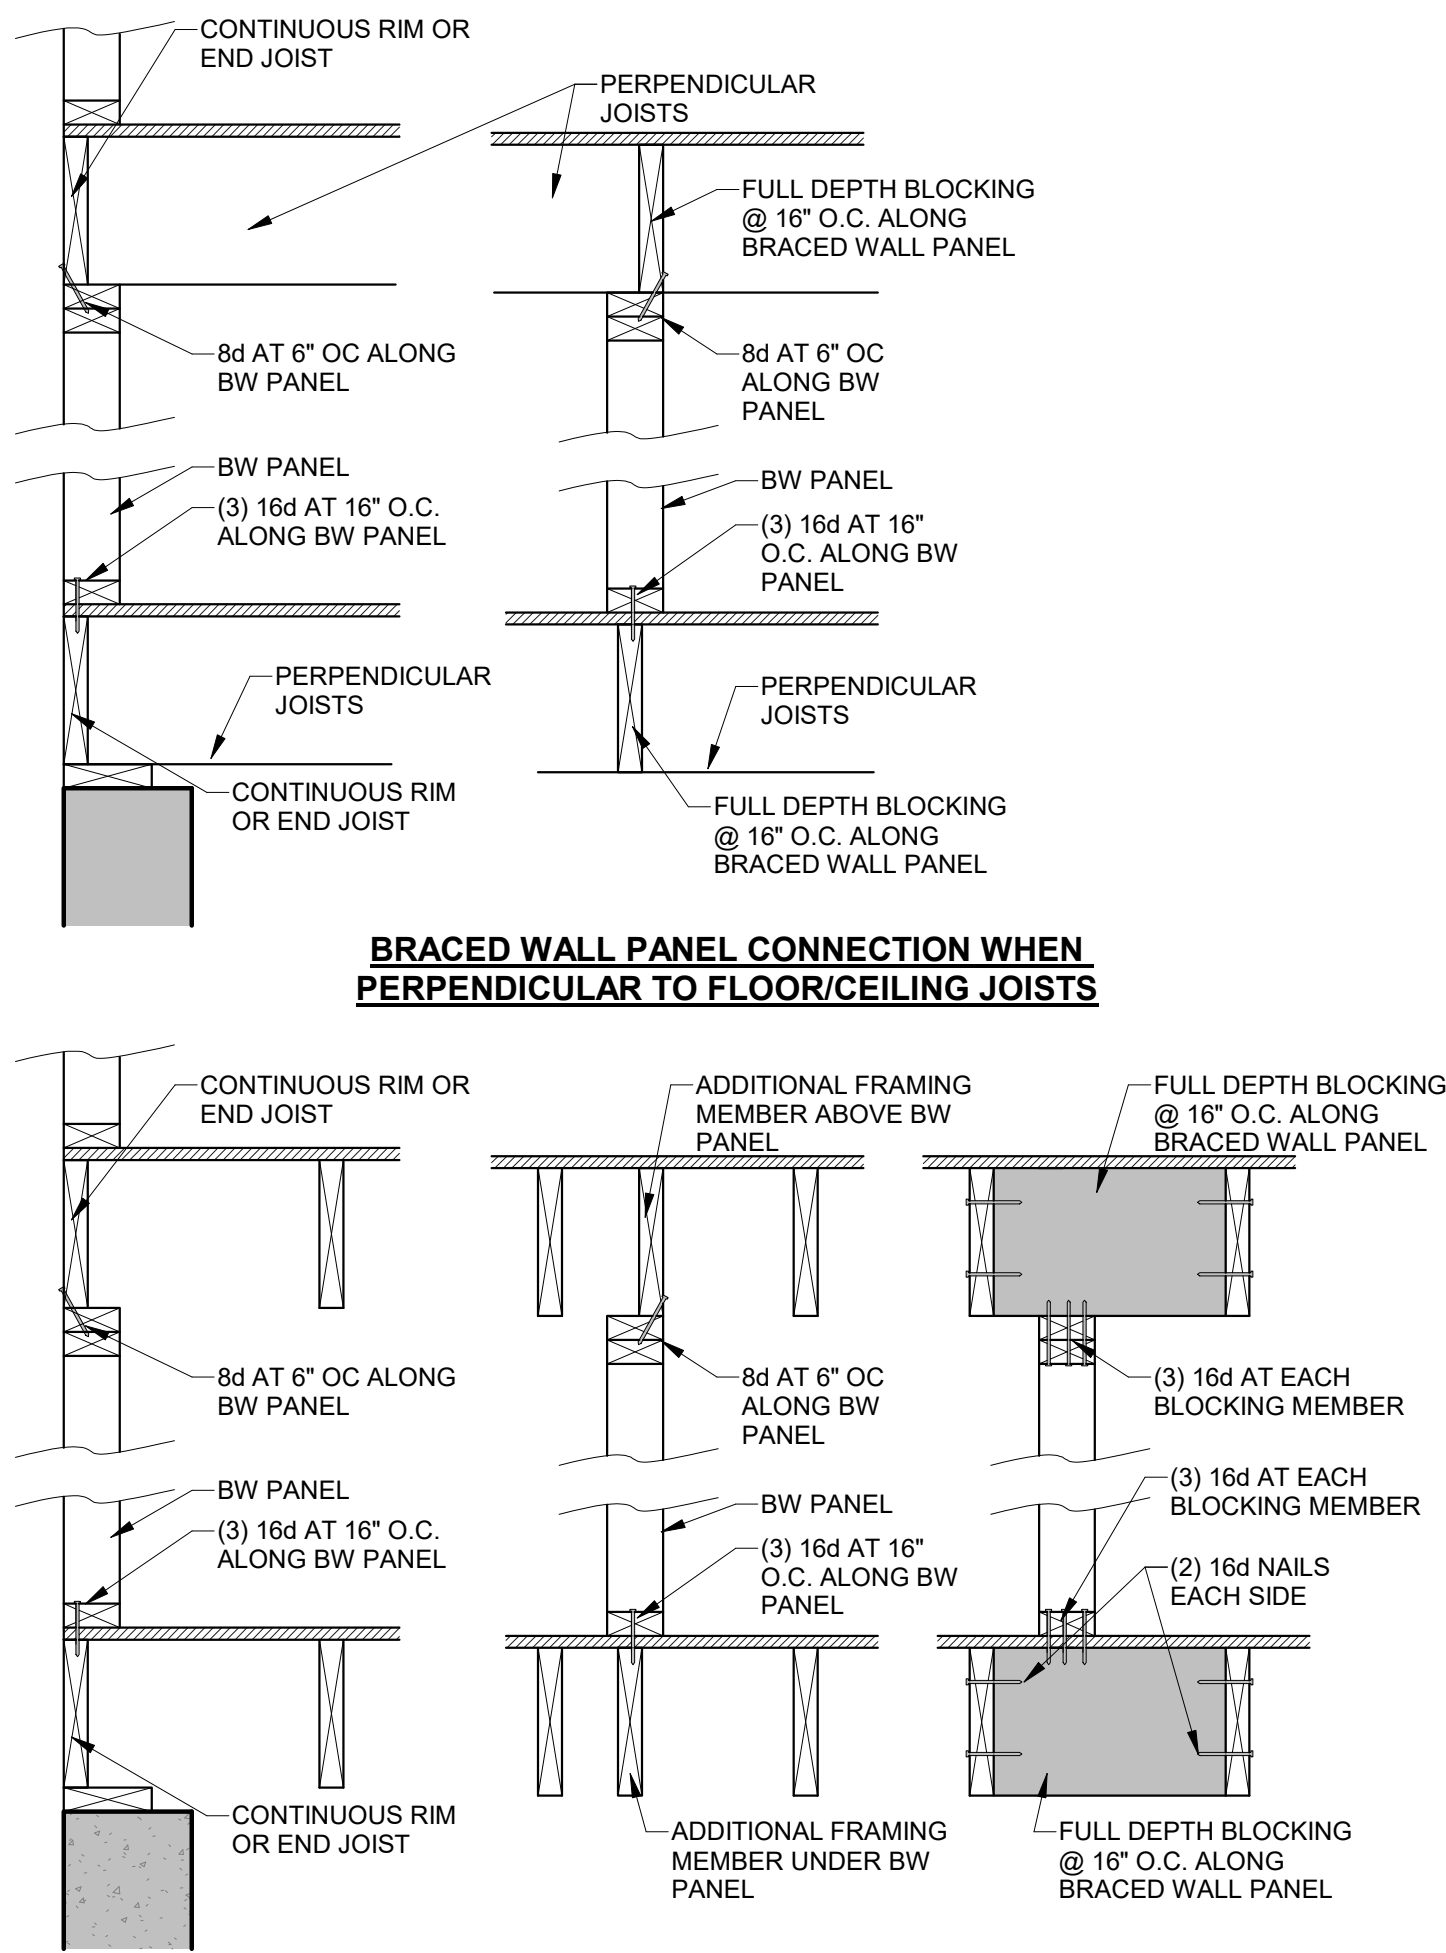 CONTINUOUS RIM OR
END JOIST
PERPENDICULAR
JOISTS
FULL DEPTH BLOCKING
@ 16" O.C. ALONG
BRACED WALL PANEL
8d AT 6" OC ALONG
BW PANEL
8d AT 6" OC
ALONG BW
PANEL
BW PANEL
(3) 16d AT 16" O.C.
ALONG BW PANEL
BW PANEL
(3) 16d AT 16"
O.C. ALONG BW
PANEL
PERPENDICULAR
JOISTS
PERPENDICULAR
JOISTS
CONTINUOUS RIM
OR END JOIST
FULL DEPTH BLOCKING
@ 16" O.C. ALONG
BRACED WALL PANEL
BRACED WALL PANEL CONNECTION WHEN
PERPENDICULAR TO FLOOR/CEILING JOISTS
CONTINUOUS RIM OR
END JOIST
ADDITIONAL FRAMING
MEMBER ABOVE BW
PANEL
FULL DEPTH BLOCKING
@ 16" O.C. ALONG
BRACED WALL PANEL
8d AT 6" OC ALONG
BW PANEL
8d AT 6" OC
ALONG BW
PANEL
(3) 16d AT EACH
BLOCKING MEMBER
BW PANEL
(3) 16d AT 16" O.C.
ALONG BW PANEL
BW PANEL
(3) 16d AT 16"
O.C. ALONG BW
PANEL
(3) 16d AT EACH
BLOCKING MEMBER
(2) 16d NAILS
EACH SIDE
CONTINUOUS RIM
OR END JOIST
ADDITIONAL FRAMING
MEMBER UNDER BW
PANEL
FULL DEPTH BLOCKING
@ 16" O.C. ALONG
BRACED WALL PANEL